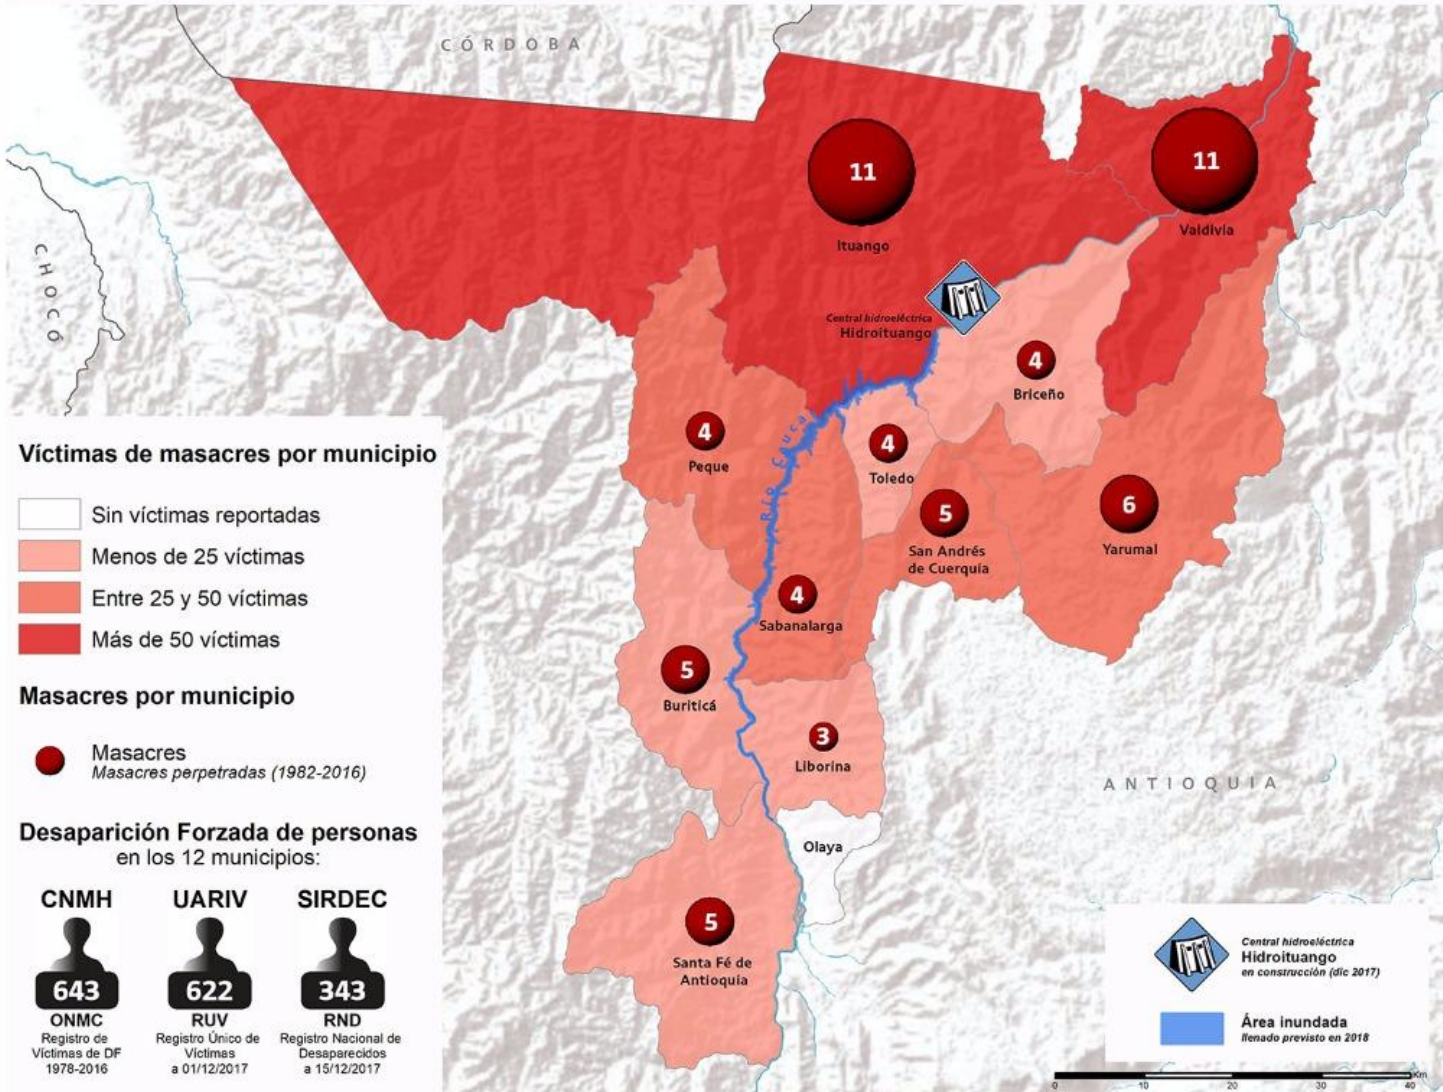 CÓRDOBA
CHOCÓ
11
Ituango
11
Valdivia
Central hidroeléctrica
Hidroituango
4
Briceño
4
Peque
Río Cauca
4
Toledo
5
San Andrés
de Cuerquía
6
Yarumal
4
Sabanalarga
5
Buriticá
3
Liborina
ANTIOQUIA
Olaya
5
Santa Fé de
Antioquia
Víctimas de masacres por municipio
Sin víctimas reportadas
Menos de 25 víctimas
Entre 25 y 50 víctimas
Más de 50 víctimas
Masacres por municipio
Masacres
Masacres perpetradas (1982-2016)
Desaparición Forzada de personas
en los 12 municipios:
CNMH
643
ONMC
Registro de
Víctimas de DF
1978-2016
UARIV
622
RUV
Registro Único de
Víctimas
a 01/12/2017
SIRDEC
343
RND
Registro Nacional de
Desaparecidos
a 15/12/2017
Central hidroeléctrica
Hidroituango
en construcción (dic 2017)
Área inundada
llenado previsto en 2018
Km
0 10 20 30 40